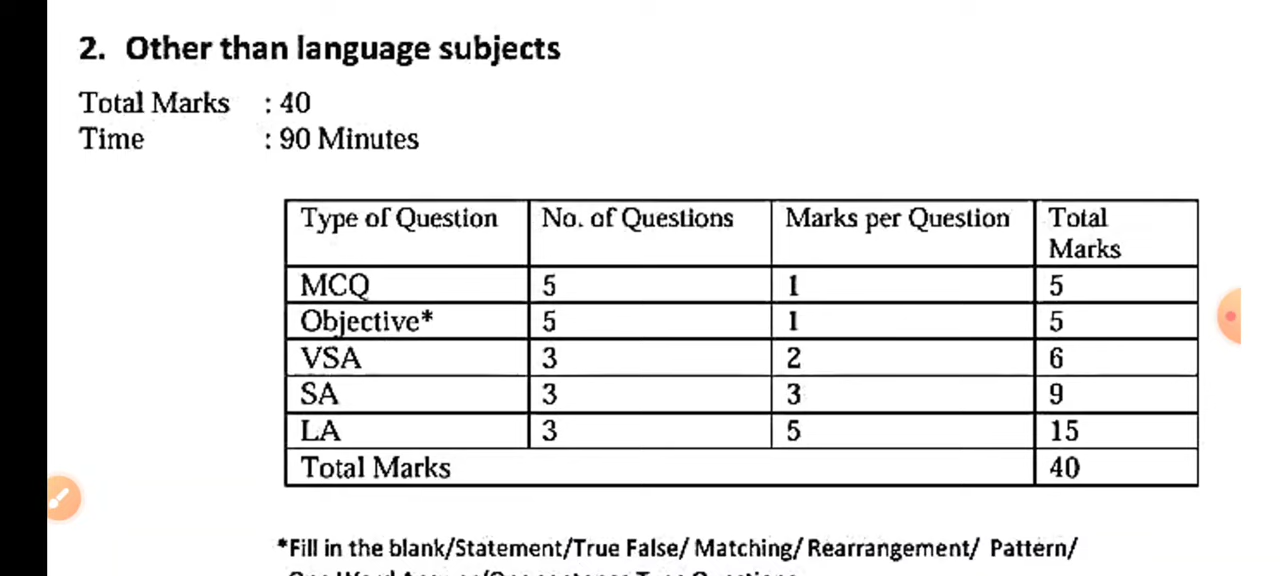 2. Other than language subjects
Total Marks : 40
Time : 90 Minutes
Type of Question No. of Questions Marks per Question Total Marks
MCQ 5 1 5
Objective* 5 1 5
VSA 3 2 6
SA 3 3 9
LA 3 5 15
Total Marks 40
*Fill in the blank/Statement/True False/ Matching/ Rearrangement/ Pattern/